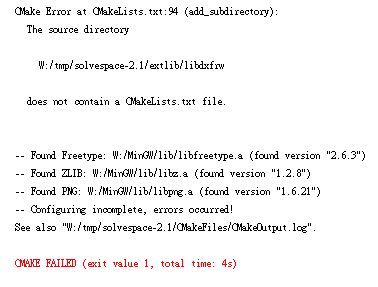 CMake Error at CMakeLists.txt:94 (add_subdirectory):
The source directory
W:/tmp/solvespace-2.1/extlib/libdxfrw
does not contain a CMakeLists.txt file.
-- Found Freetype: W:/MinGW/lib/libfreetype.a (found version "2.6.3")
-- Found ZLIB: W:/MinGW/lib/libz.a (found version "1.2.8")
-- Found PNG: W:/MinGW/lib/libpng.a (found version "1.6.21")
-- Configuring incomplete, errors occurred!
See also "W:/tmp/solvespace-2.1/CMakeFiles/CMakeOutput.log".
CMAKE FAILED (exit value 1, total time: 4s)